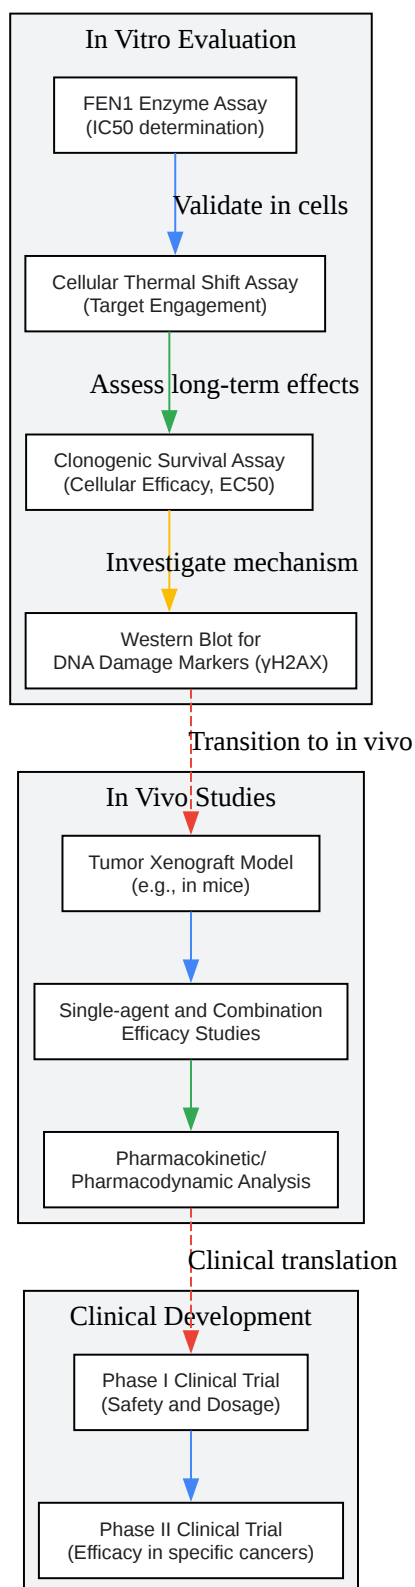 In Vitro Evaluation
FEN1 Enzyme Assay
(IC50 determination)
Validate in cells
Cellular Thermal Shift Assay
(Target Engagement)
Assess long-term effects
Clonogenic Survival Assay
(Cellular Efficacy, EC50)
Investigate mechanism
Western Blot for
DNA Damage Markers (γH2AX)
Transition to in vivo
In Vivo Studies
Tumor Xenograft Model
(e.g., in mice)
Single-agent and Combination
Efficacy Studies
Pharmacokinetic/
Pharmacodynamic Analysis
Clinical translation
Clinical Development
Phase I Clinical Trial
(Safety and Dosage)
Phase II Clinical Trial
(Efficacy in specific cancers)